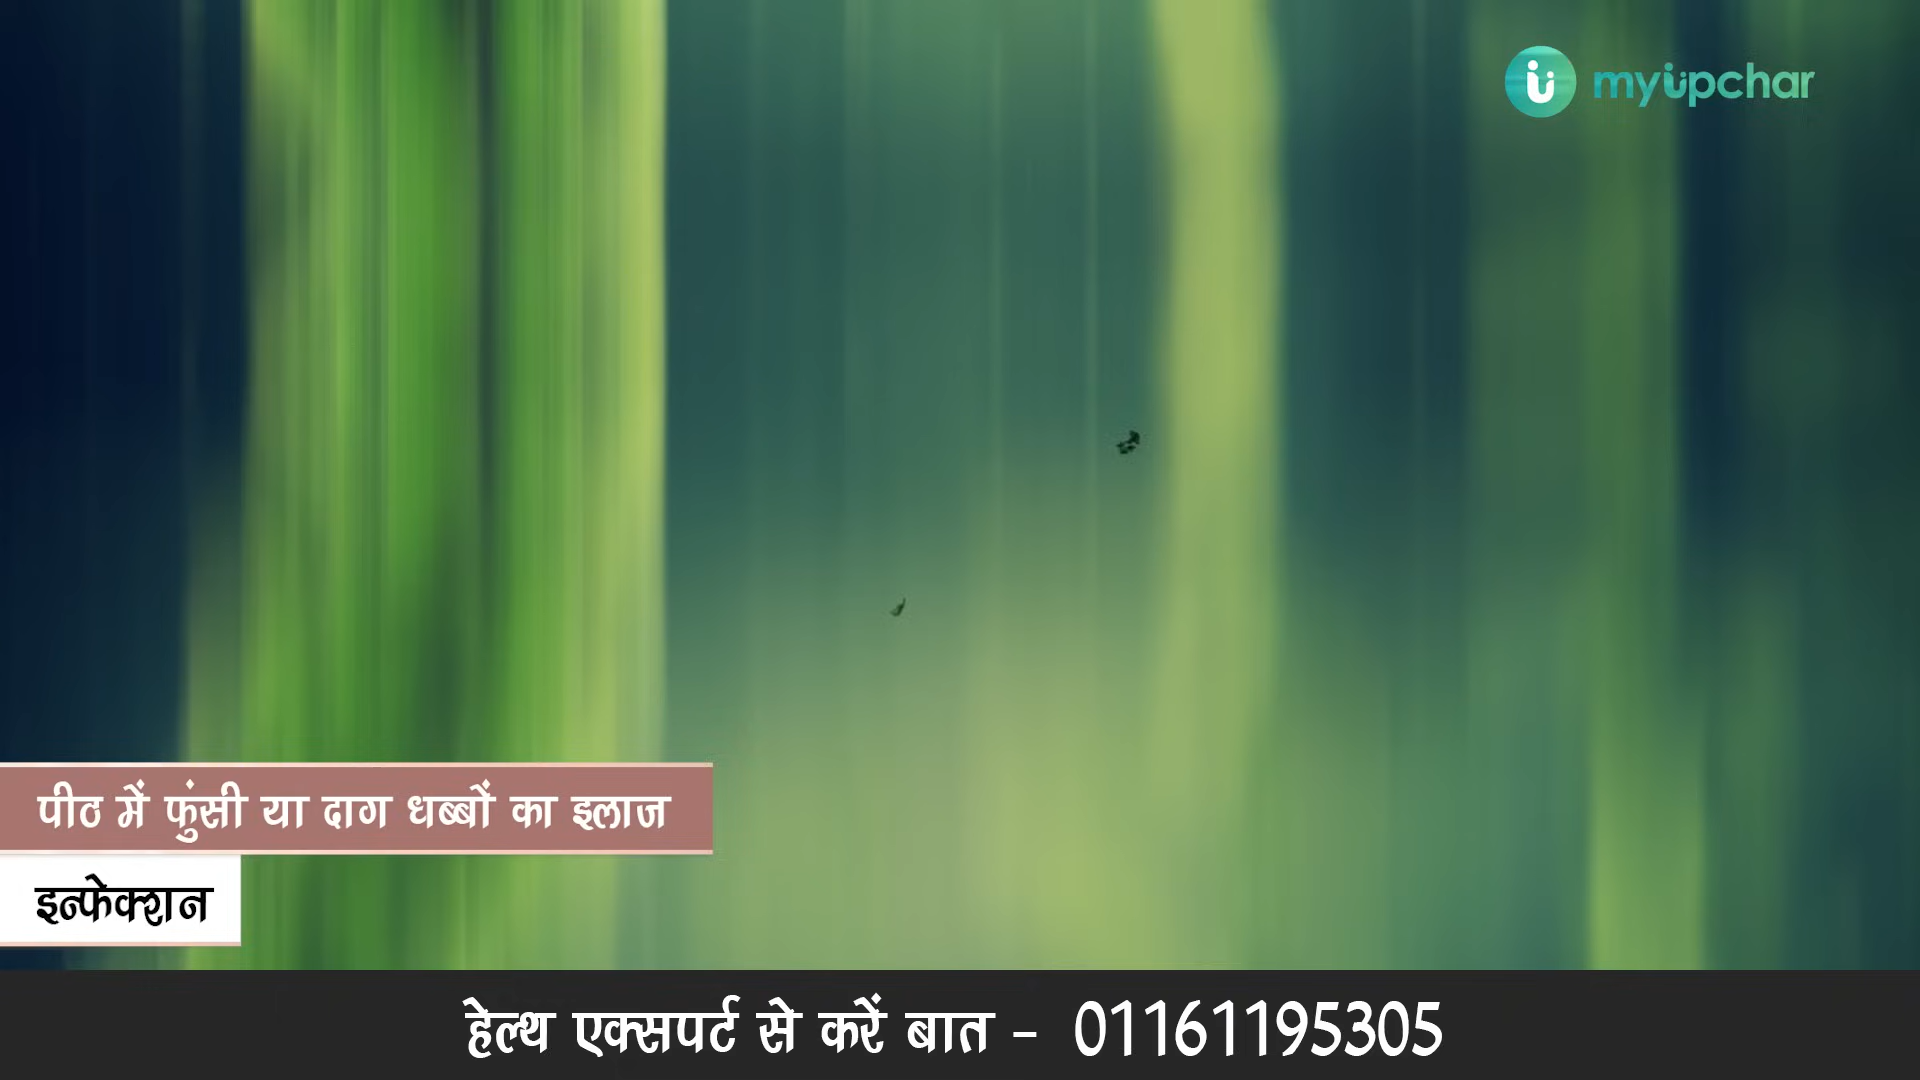 myupchar
पीठ में फुंसी या दाग धब्बों का इलाज
इन्फेक्शन
हेल्थ एक्सपर्ट से करें बात - 01161195305